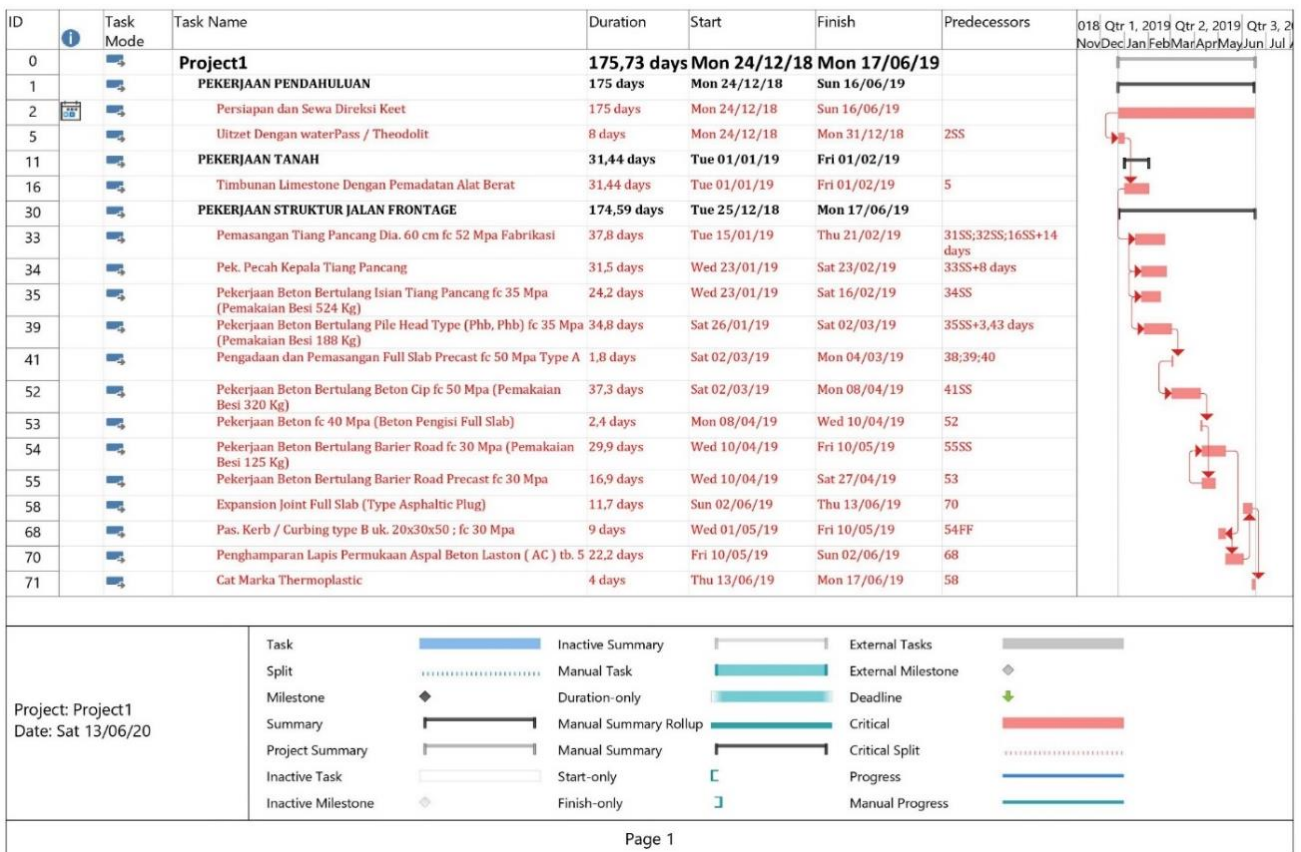 ID Task Mode Task Name Duration Start Finish Predecessors 018 Qtr 1, 2019 Qtr 2, 2019 Qtr 3, 2
Nov Dec Jan Feb Mar Apr May Jun Jul
0 Project1 175,73 days Mon 24/12/18 Mon 17/06/19
1 PEKERJAAN PENDAHULUAN 175 days Mon 24/12/18 Sun 16/06/19
2 Persiapan dan Sewa Direksi Keet 175 days Mon 24/12/18 Sun 16/06/19
5 Uitzet Dengan waterPass / Theodolit 8 days Mon 24/12/18 Mon 31/12/18 2SS
11 PEKERJAAN TANAH 31,44 days Tue 01/01/19 Fri 01/02/19
16 Timbunan Limestone Dengan Pemadatan Alat Berat 31,44 days Tue 01/01/19 Fri 01/02/19 5
30 PEKERJAAN STRUKTUR JALAN FRONTAGE 174,59 days Tue 25/12/18 Mon 17/06/19
33 Pemasangan Tiang Pancang Dia. 60 cm fc 52 Mpa Fabrikasi 37,8 days Tue 15/01/19 Thu 21/02/19 31SS;32SS;16SS+14
days
34 Pek. Pecah Kepala Tiang Pancang 31,5 days Wed 23/01/19 Sat 23/02/19 33SS+8 days
35 Pekerjaan Beton Bertulang Isian Tiang Pancang fc 35 Mpa 24,2 days Wed 23/01/19 Sat 16/02/19 34SS
(Pemakaian Besi 524 Kg)
39 Pekerjaan Beton Bertulang Pile Head Type (Phb, Phb) fc 35 Mpa 34,8 days Sat 26/01/19 Sat 02/03/19 35SS+3,43 days
(Pemakaian Besi 188 Kg)
41 Pengadaan dan Pemasangan Full Slab Precast fc 50 Mpa Type A 1,8 days Sat 02/03/19 Mon 04/03/19 38;39;40
52 Pekerjaan Beton Bertulang Beton Cip fc 50 Mpa (Pemakaian 37,3 days Sat 02/03/19 Mon 08/04/19 41SS
Besi 320 Kg)
53 Pekerjaan Beton fc 40 Mpa (Beton Pengisi Full Slab) 2,4 days Mon 08/04/19 Wed 10/04/19 52
54 Pekerjaan Beton Bertulang Barier Road fc 30 Mpa (Pemakaian 29,9 days Wed 10/04/19 Fri 10/05/19 55SS
Besi 125 Kg)
55 Pekerjaan Beton Bertulang Barier Road Precast fc 30 Mpa 16,9 days Wed 10/04/19 Sat 27/04/19 53
58 Expansion Joint Full Slab (Type Asphaltic Plug) 11,7 days Sun 02/06/19 Thu 13/06/19 70
68 Pas. Kerb / Curbing type B uk. 20x30x50 ; fc 30 Mpa 9 days Wed 01/05/19 Fri 10/05/19 54FF
70 Penghamparan Lapis Permukaan Aspal Beton Laston ( AC ) tb. 5 22,2 days Fri 10/05/19 Sun 02/06/19 68
71 Cat Marka Thermoplastic 4 days Thu 13/06/19 Mon 17/06/19 58
Project: Project1
Date: Sat 13/06/20
Task Inactive Summary External Tasks
Split Manual Task External Milestone
Milestone Duration-only Deadline
Summary Manual Summary Rollup Critical
Project Summary Manual Summary Critical Split
Inactive Task Start-only Progress
Inactive Milestone Finish-only Manual Progress
Page 1